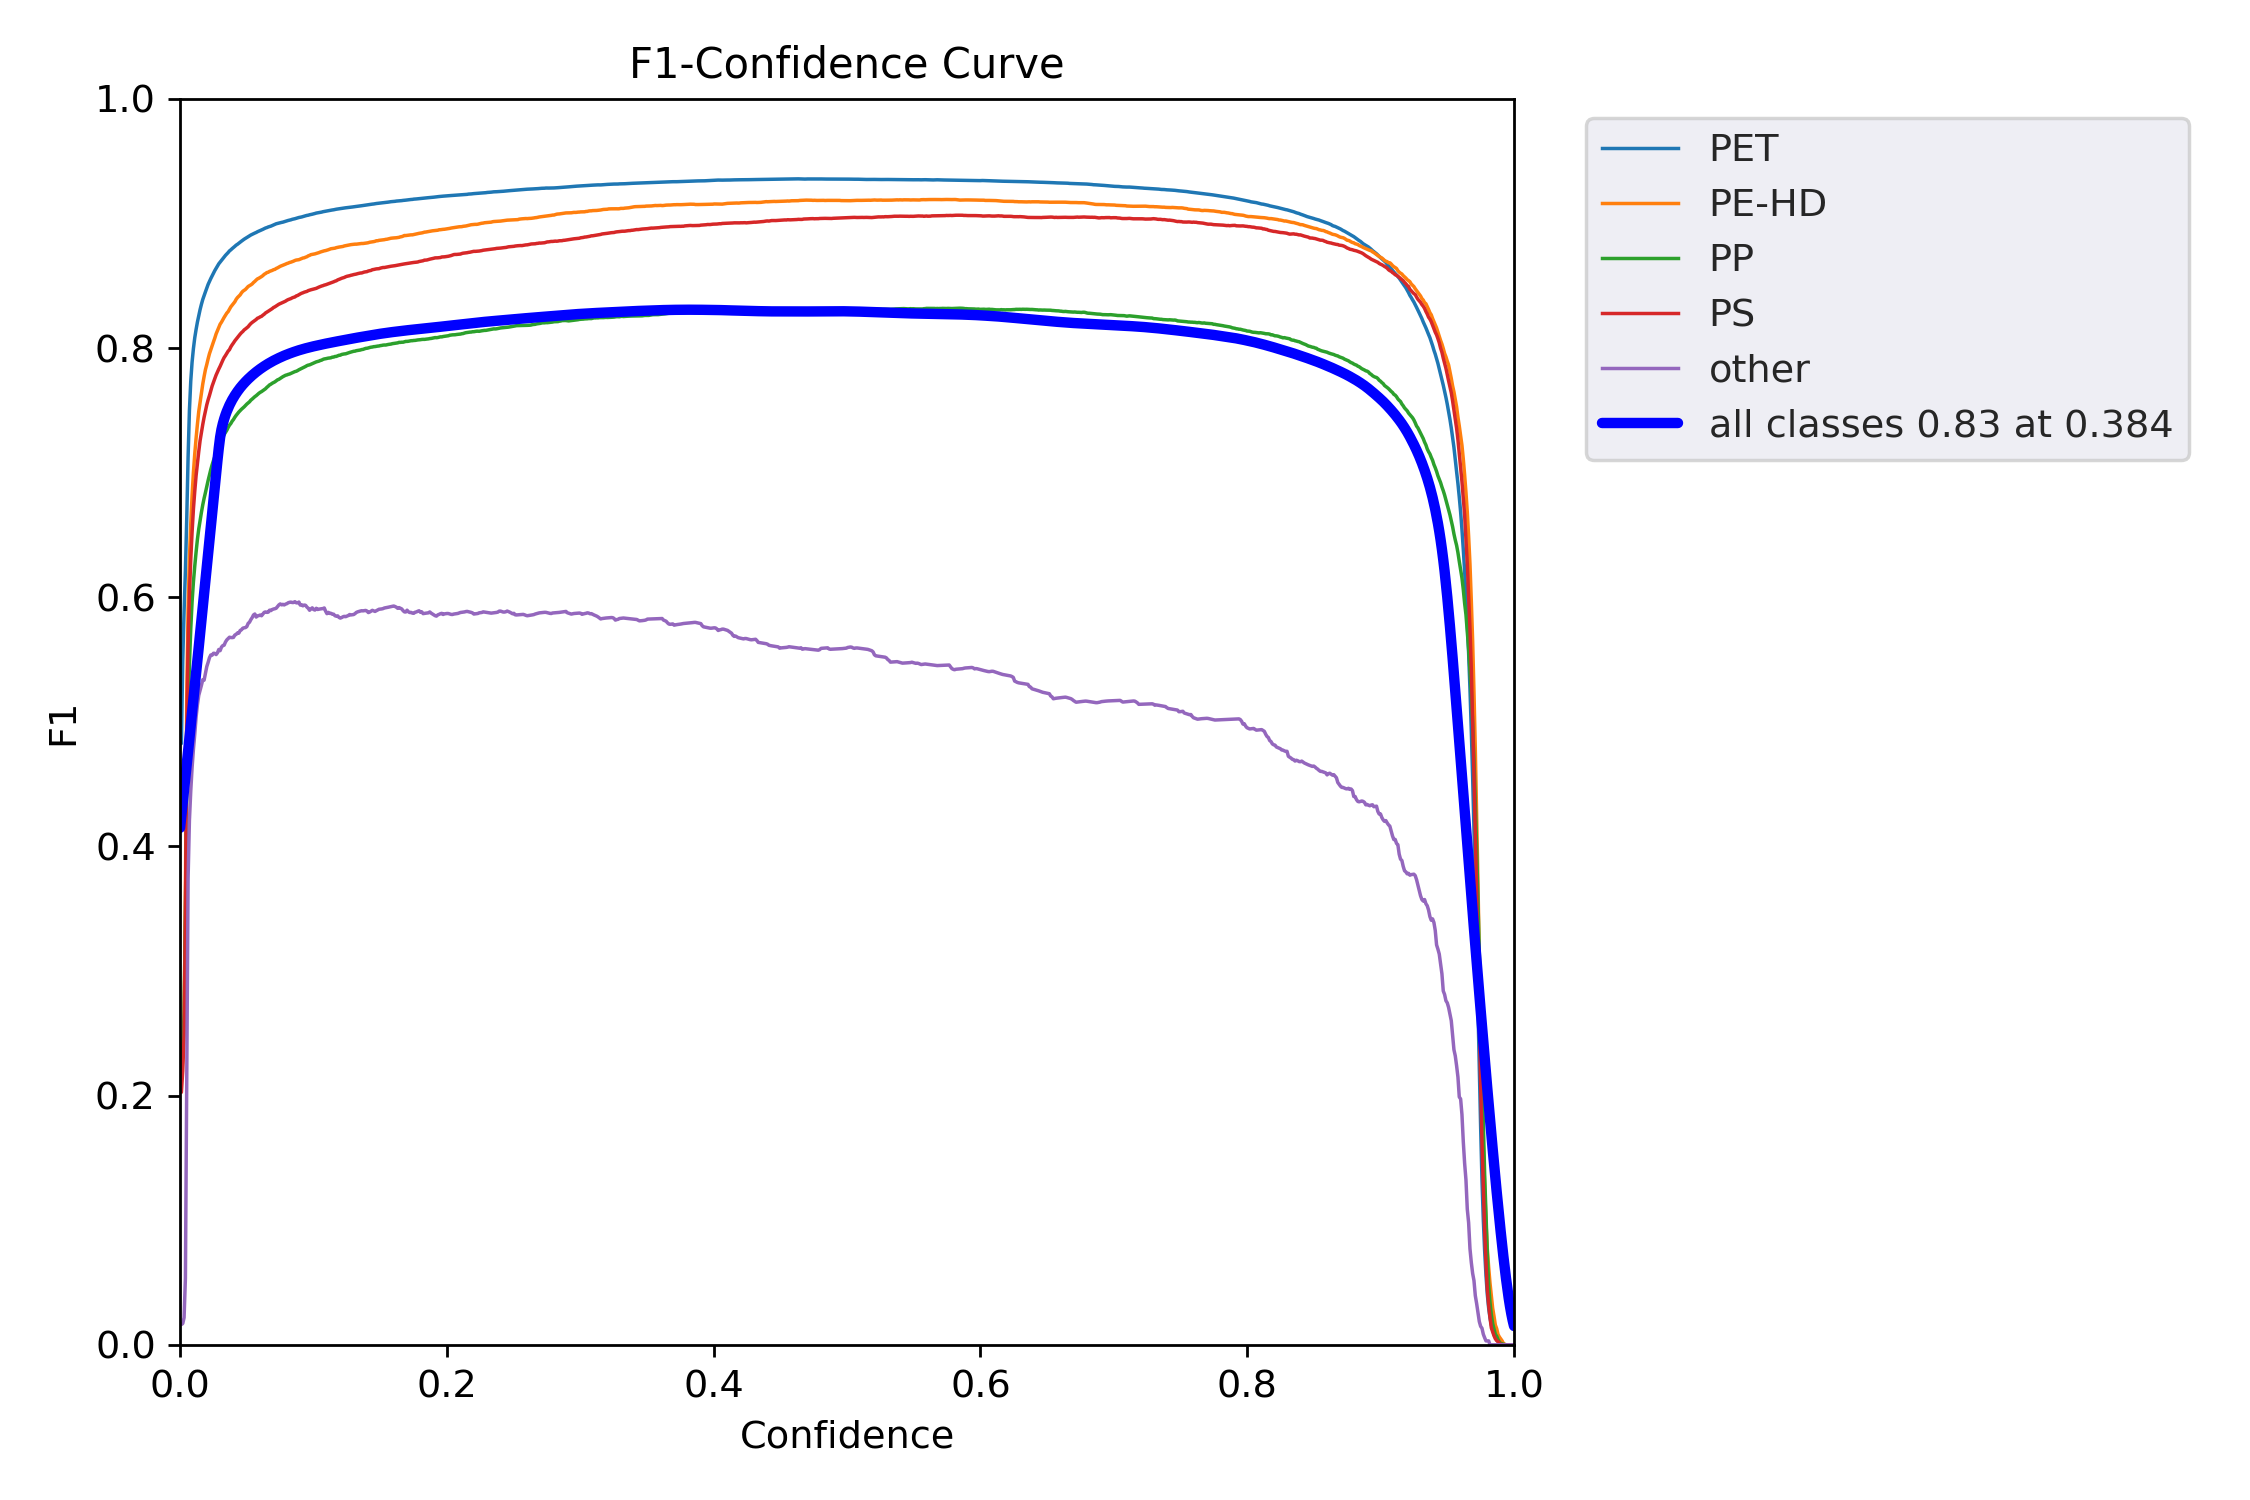 F1-Confidence Curve
1.0
0.8
0.6
0.4
0.2
0.0
F1
0.0 0.2 0.4 0.6 0.8 1.0
Confidence
PET
PE-HD
PP
PS
other
all classes 0.83 at 0.384